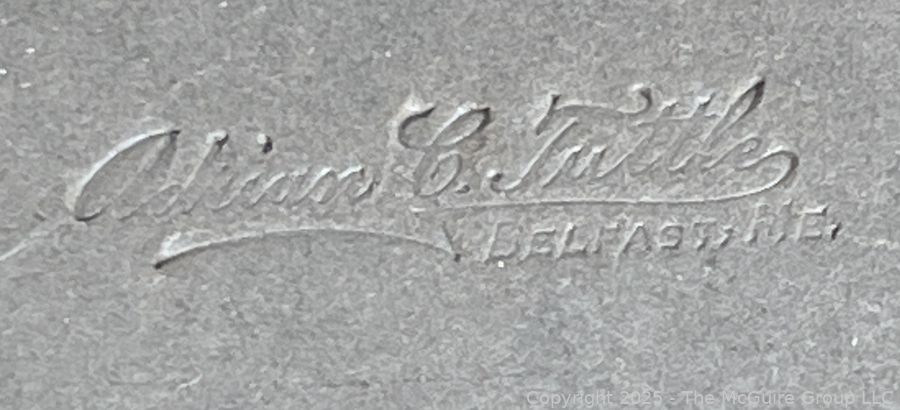 Adrian C. Tuttle
BELFAST, ME.
Copyright 2025 - The McGuire Group LLC